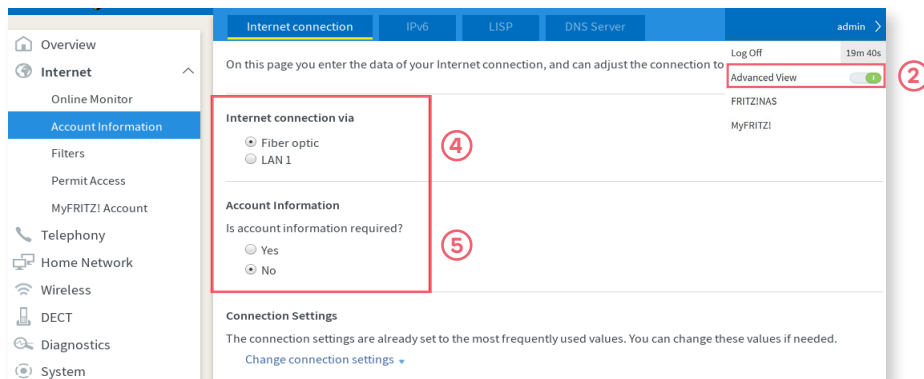 Internet connection
IPv6
LISP
DNS Server
admin
Overview
Internet
Online Monitor
Account Information
Filters
Permit Access
MyFRITZ! Account
Telephony
Home Network
Wireless
DECT
Diagnostics
System
On this page you enter the data of your Internet connection, and can adjust the connection to
Log Off 19m 40s
Advanced View
FRITZ!NAS
MyFRITZ!
2
Internet connection via
Fiber optic
LAN 1
4
Account Information
Is account information required?
Yes
No
5
Connection Settings
The connection settings are already set to the most frequently used values. You can change these values if needed.
Change connection settings